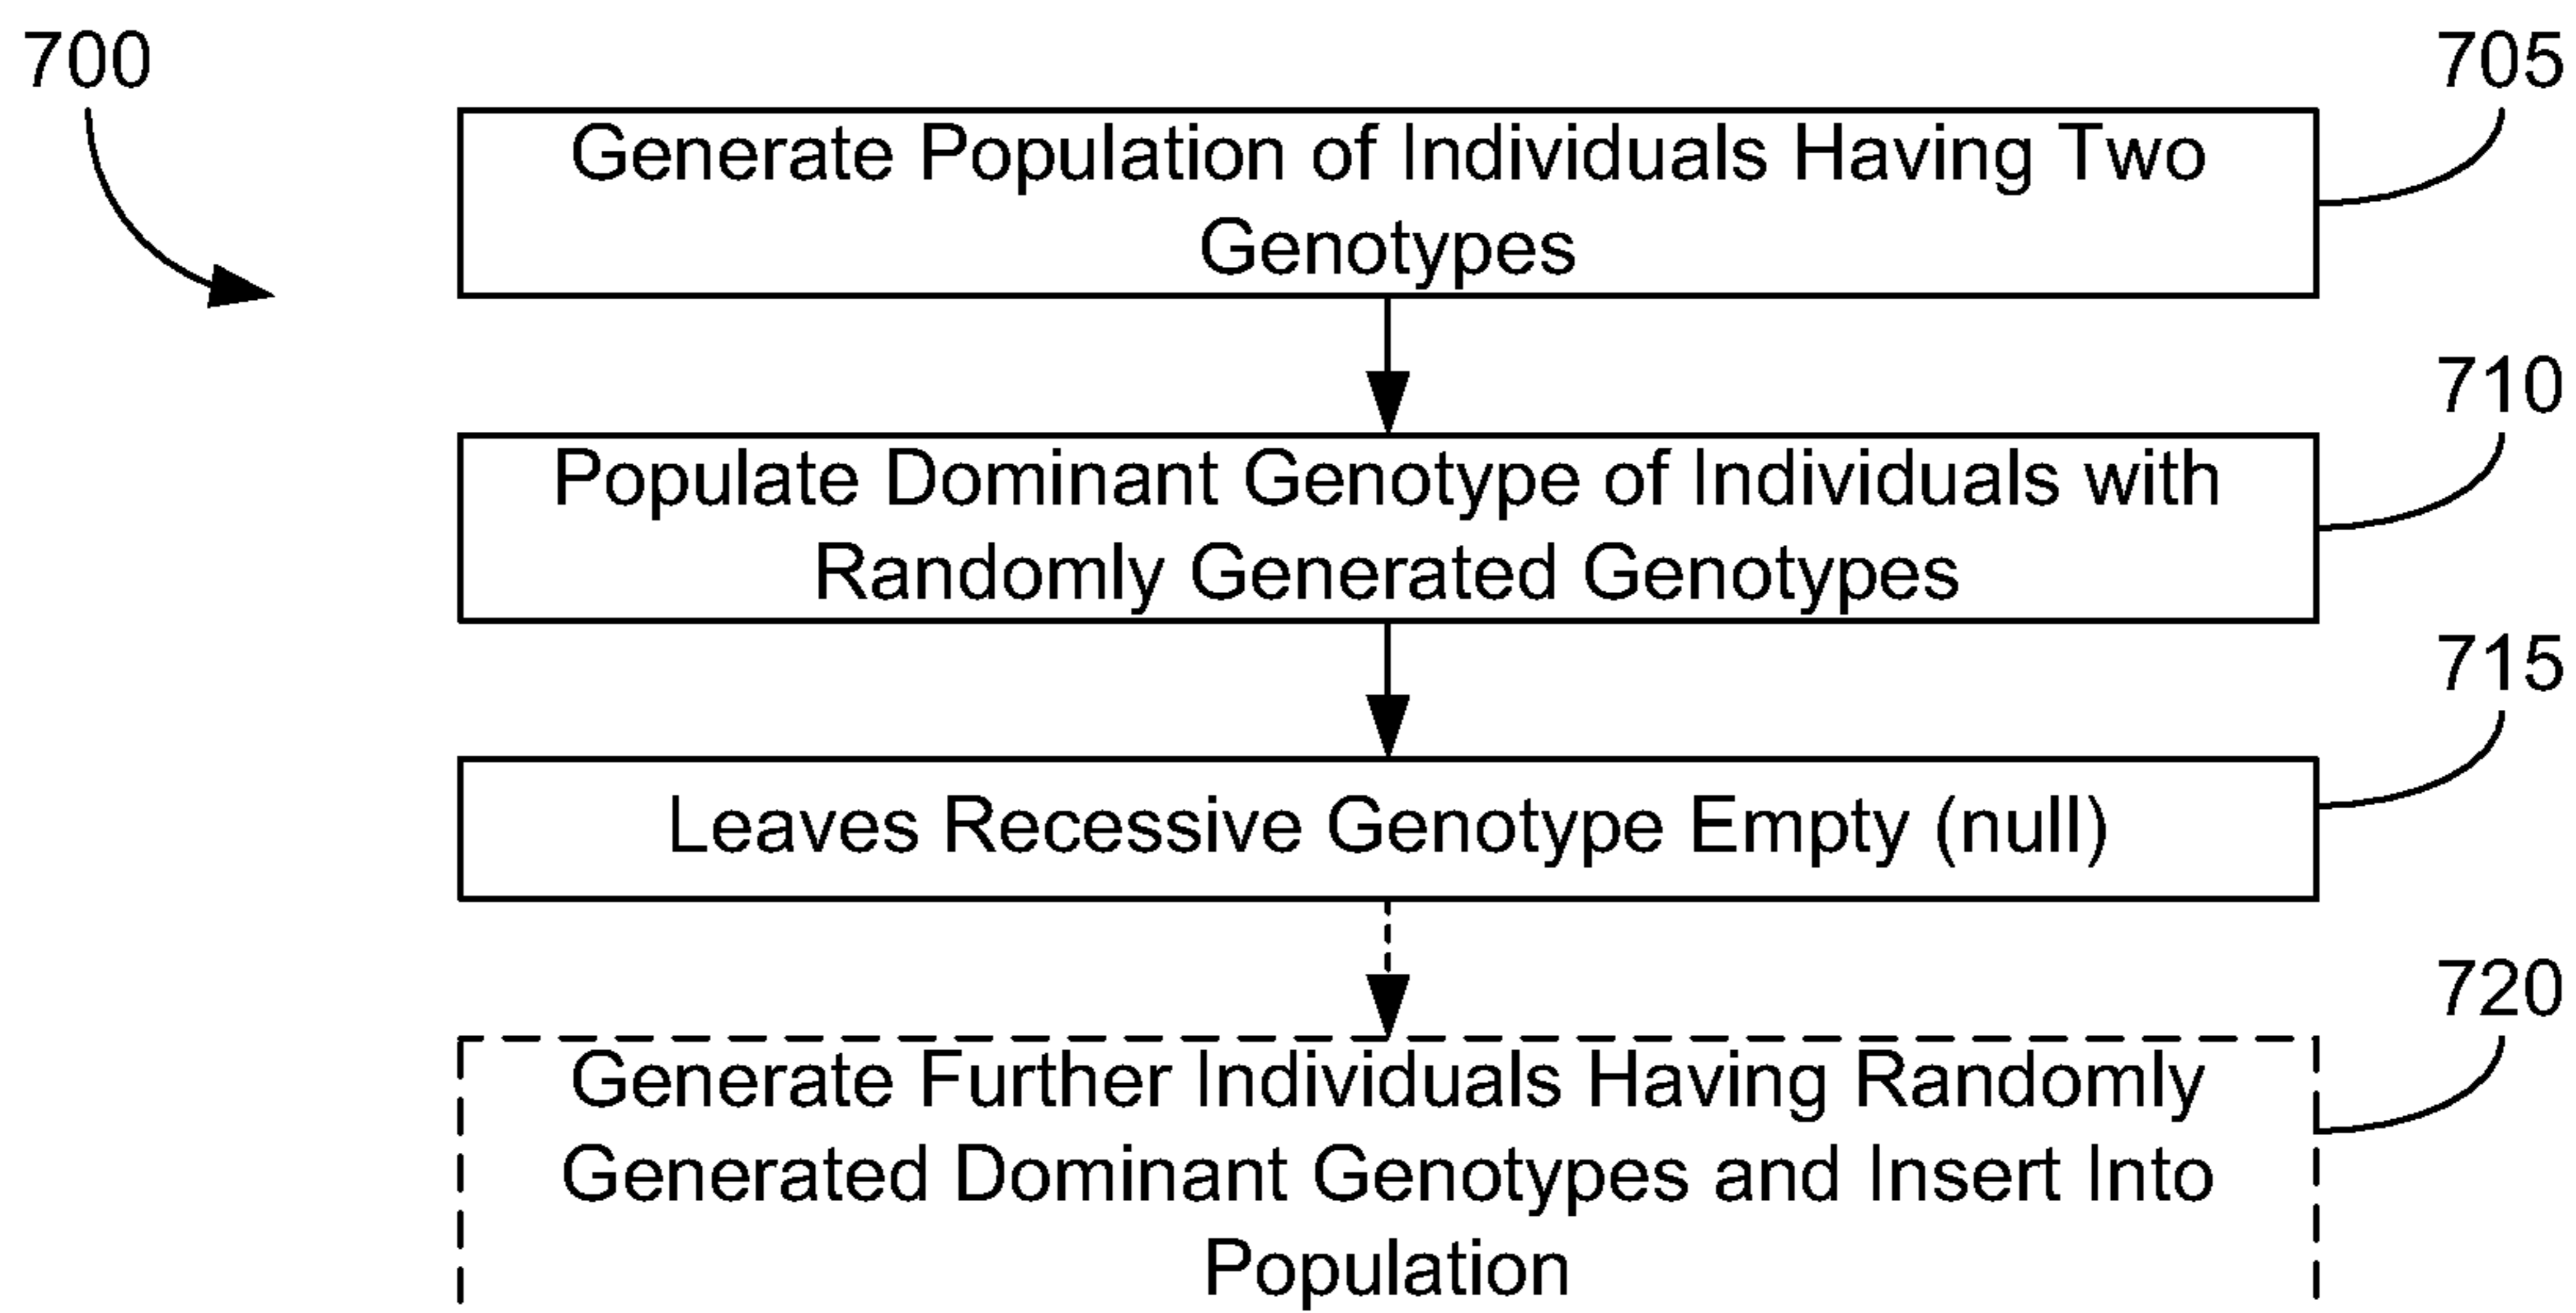 700
705
Generate Population of Individuals Having Two
Genotypes
710
Populate Dominant Genotype of Individuals with
Randomly Generated Genotypes
715
Leaves Recessive Genotype Empty (null)
720
Generate Further Individuals Having Randomly
Generated Dominant Genotypes and Insert Into
Population